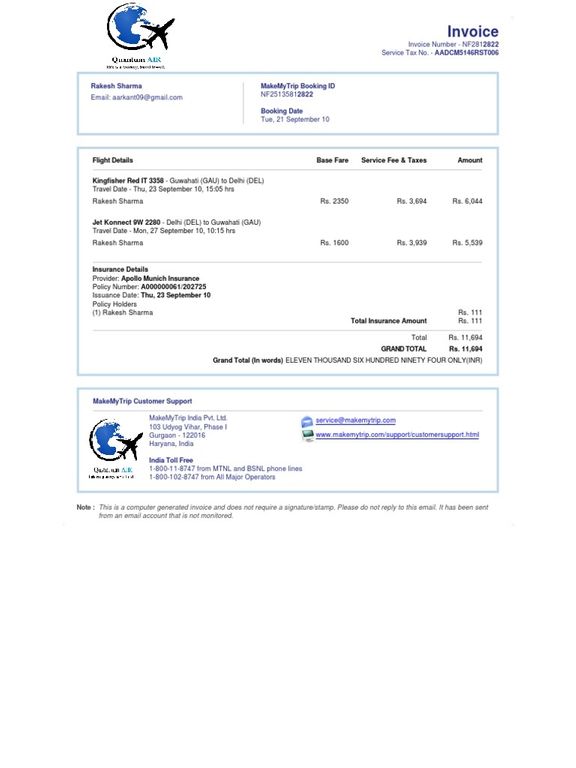 Quantum AIR
Invoice
Invoice Number - NF2812822
Service Tax No. - AADCM5146RST006
Rakesh Sharma
Email: aarkant09@gmail.com
MakeMyTrip Booking ID
NF25135812822
Booking Date
Tue, 21 September 10
Flight Details Base Fare Service Fee & Taxes Amount
Kingfisher Red IT 3358 - Guwahati (GAU) to Delhi (DEL)
Travel Date - Thu, 23 September 10, 15:05 hrs
Rakesh Sharma Rs. 2350 Rs. 3,694 Rs. 6,044
Jet Konnect 9W 2280 - Delhi (DEL) to Guwahati (GAU)
Travel Date - Mon, 27 September 10, 10:15 hrs
Rakesh Sharma Rs. 1600 Rs. 3,939 Rs. 5,539
Insurance Details
Provider: Apollo Munich Insurance
Policy Number: A000000061/202725
Issuance Date: Thu, 23 September 10
Policy Holders
(1) Rakesh Sharma Rs. 111
Total Insurance Amount Rs. 111
Total Rs. 11,694
GRAND TOTAL Rs. 11,694
Grand Total (In words) ELEVEN THOUSAND SIX HUNDRED NINETY FOUR ONLY(INR)
MakeMyTrip Customer Support
Quantum AIR
MakeMyTrip India Pvt. Ltd.
103 Udyog Vihar, Phase I
Gurgaon - 122016
Haryana, India
India Toll Free
1-800-11-8747 from MTNL and BSNL phone lines
1-800-102-8747 from All Major Operators
service@makemytrip.com
www.makemytrip.com/support/customersupport.html
Note : This is a computer generated invoice and does not require a signature/stamp. Please do not reply to this email. It has been sent
from an email account that is not monitored.